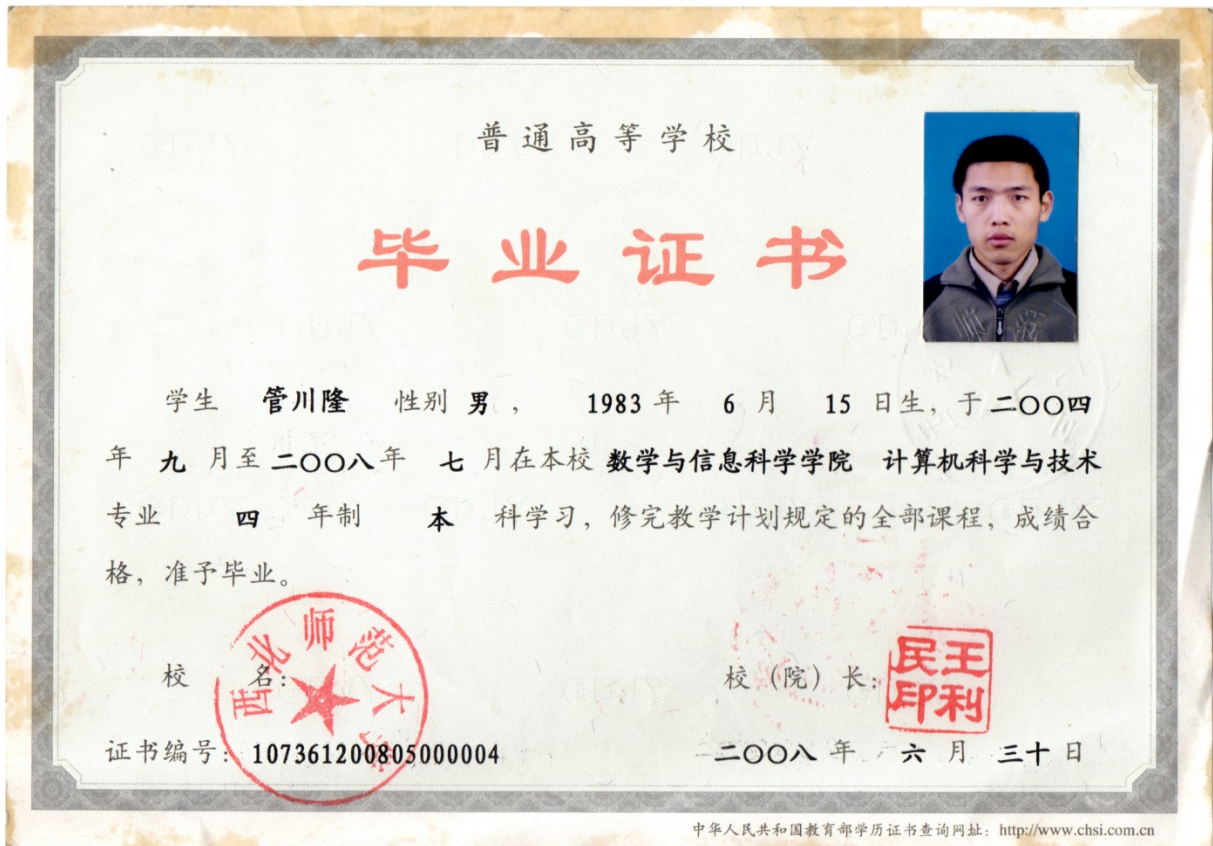 普通高等学校
毕业证书
学生 管川隆 性别 男 ， 1983 年 6 月 15 日生，于 二〇〇四
年 九 月至 二〇〇八 年 七 月在本校 数学与信息科学学院 计算机科学与技术
专业 四 年制 本 科学习，修完教学计划规定的全部课程，成绩合
格，准予毕业。
西北师范大学
校 名：
校（院）长：
王利民印
证书编号：107361200805000004
二〇〇八 年 六 月 三十 日
中华人民共和国教育部学历证书查询网址：http://www.chsi.com.cn